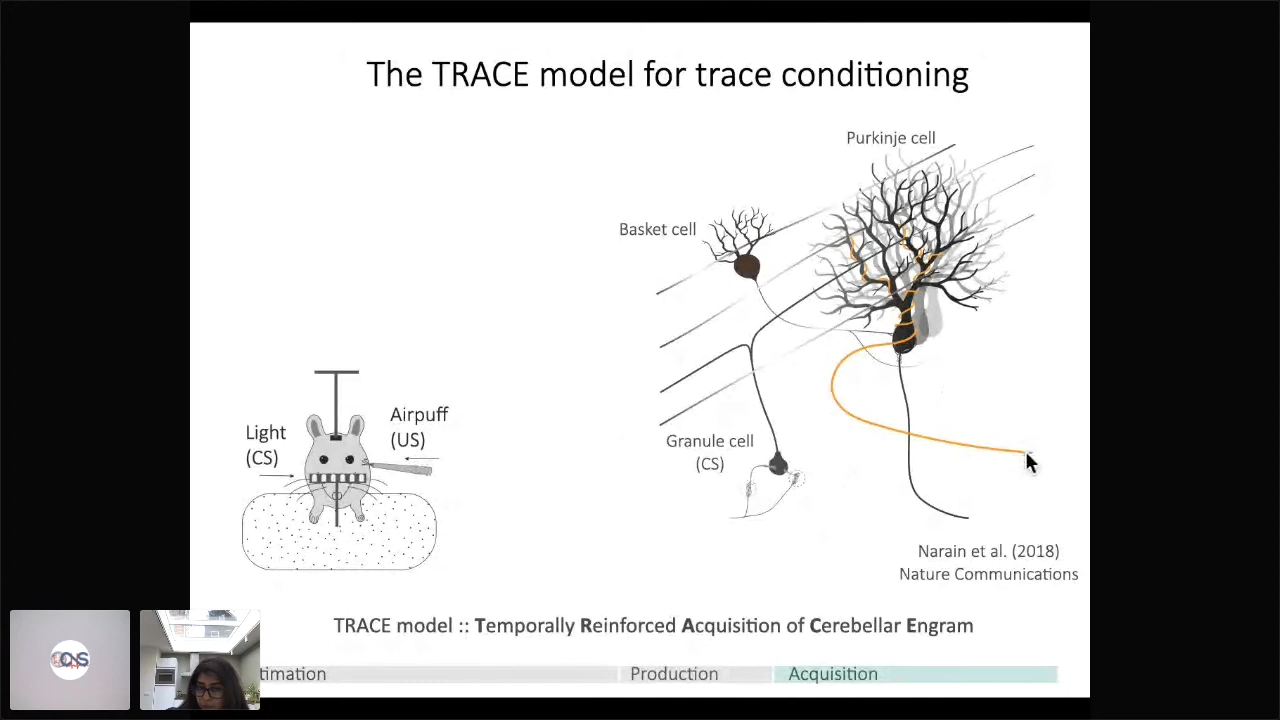 The TRACE model for trace conditioning
Purkinje cell
Basket cell
Airpuff
(US)
Light
(CS)
Granule cell
(CS)
Narain et al. (2018)
Nature Communications
TRACE model :: Temporally Reinforced Acquisition of Cerebellar Engram
timation
Production
Acquisition